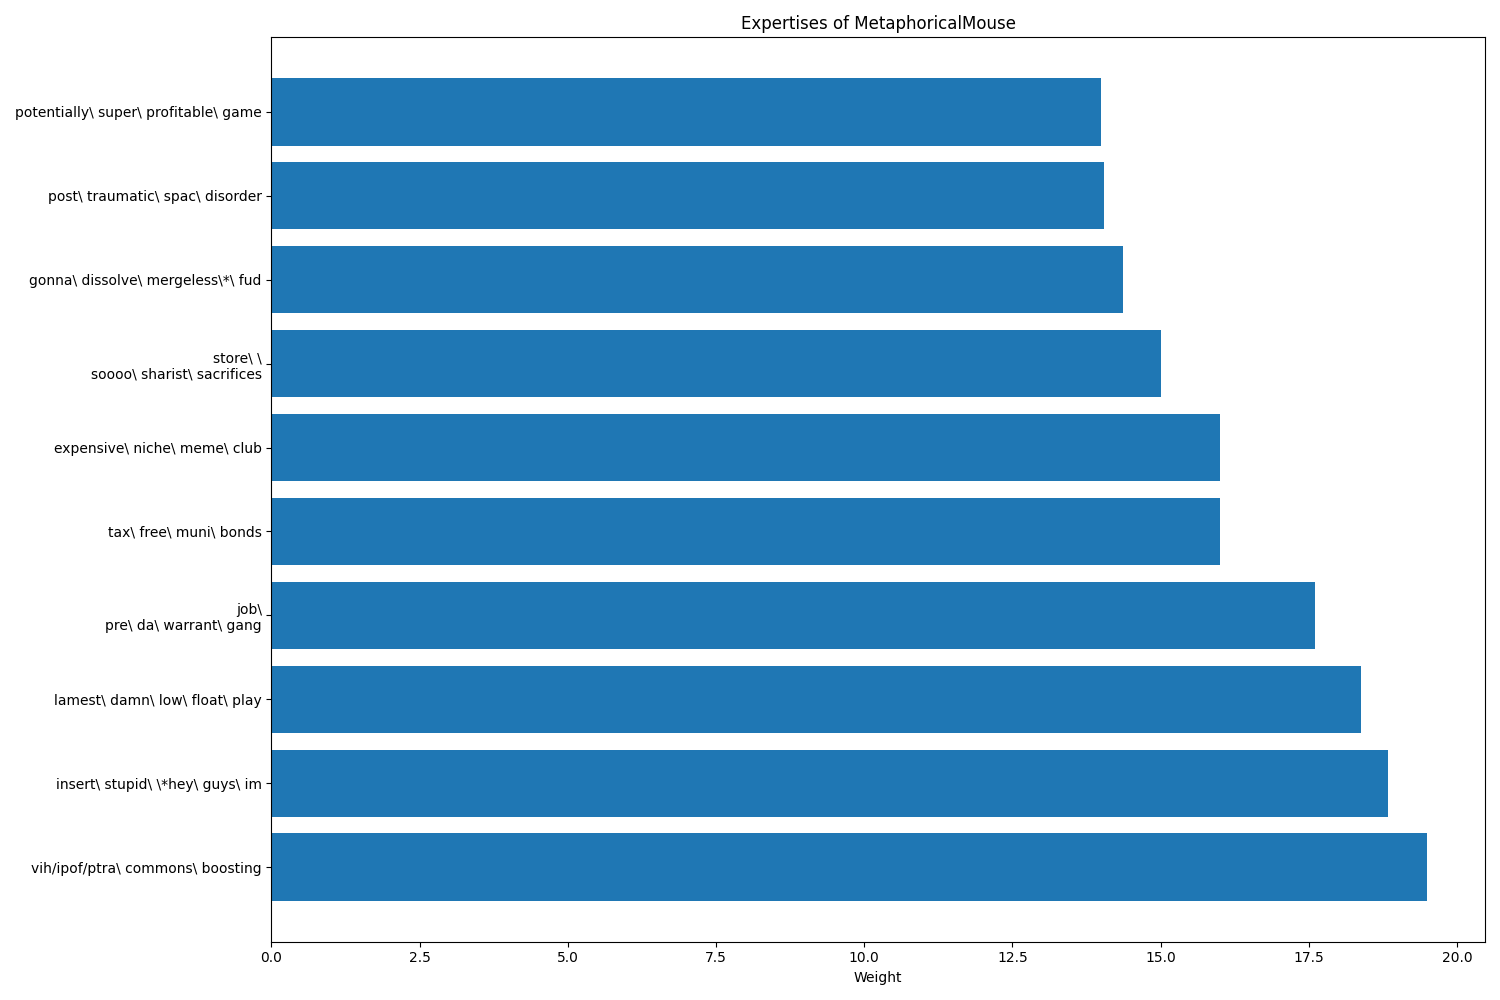 Expertises of MetaphoricalMouse
potentially\ super\ profitable\ game
post\ traumatic\ spac\ disorder
gonna\ dissolve\ mergeless\*\ fud
store\ \
soooo\ sharist\ sacrifices
expensive\ niche\ meme\ club
tax\ free\ muni\ bonds
job\
pre\ da\ warrant\ gang
lamest\ damn\ low\ float\ play
insert\ stupid\ \*hey\ guys\ im
vih/ipof/ptra\ commons\ boosting
0.0 2.5 5.0 7.5 10.0 12.5 15.0 17.5 20.0
Weight